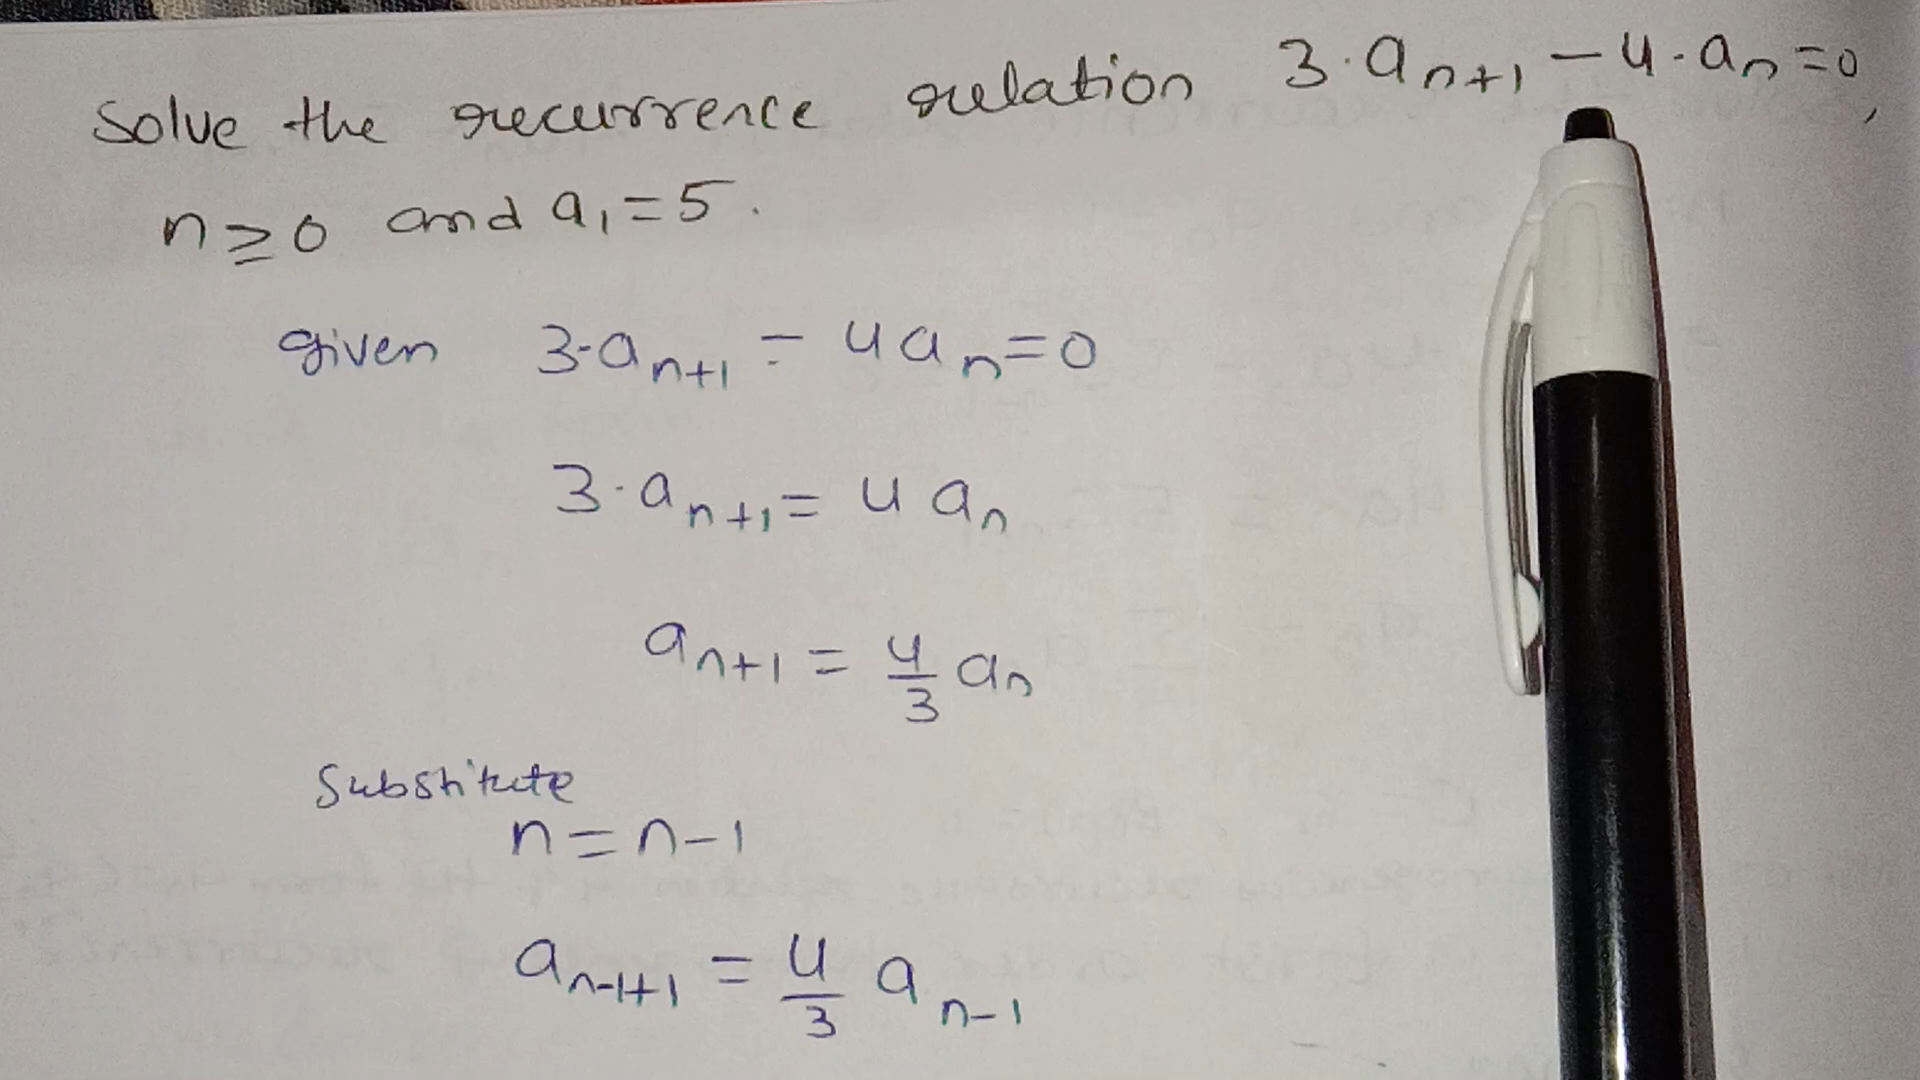 Solve the recurrence relation 3·aₙ₊₁ − 4·aₙ = 0,
n ≥ 0 and a₁ = 5.
given 3·aₙ₊₁ − 4aₙ = 0
3·aₙ₊₁ = 4 aₙ
aₙ₊₁ = 4/3 aₙ
Substitute
n = n−1
aₙ₋₁₊₁ = 4/3 aₙ₋₁